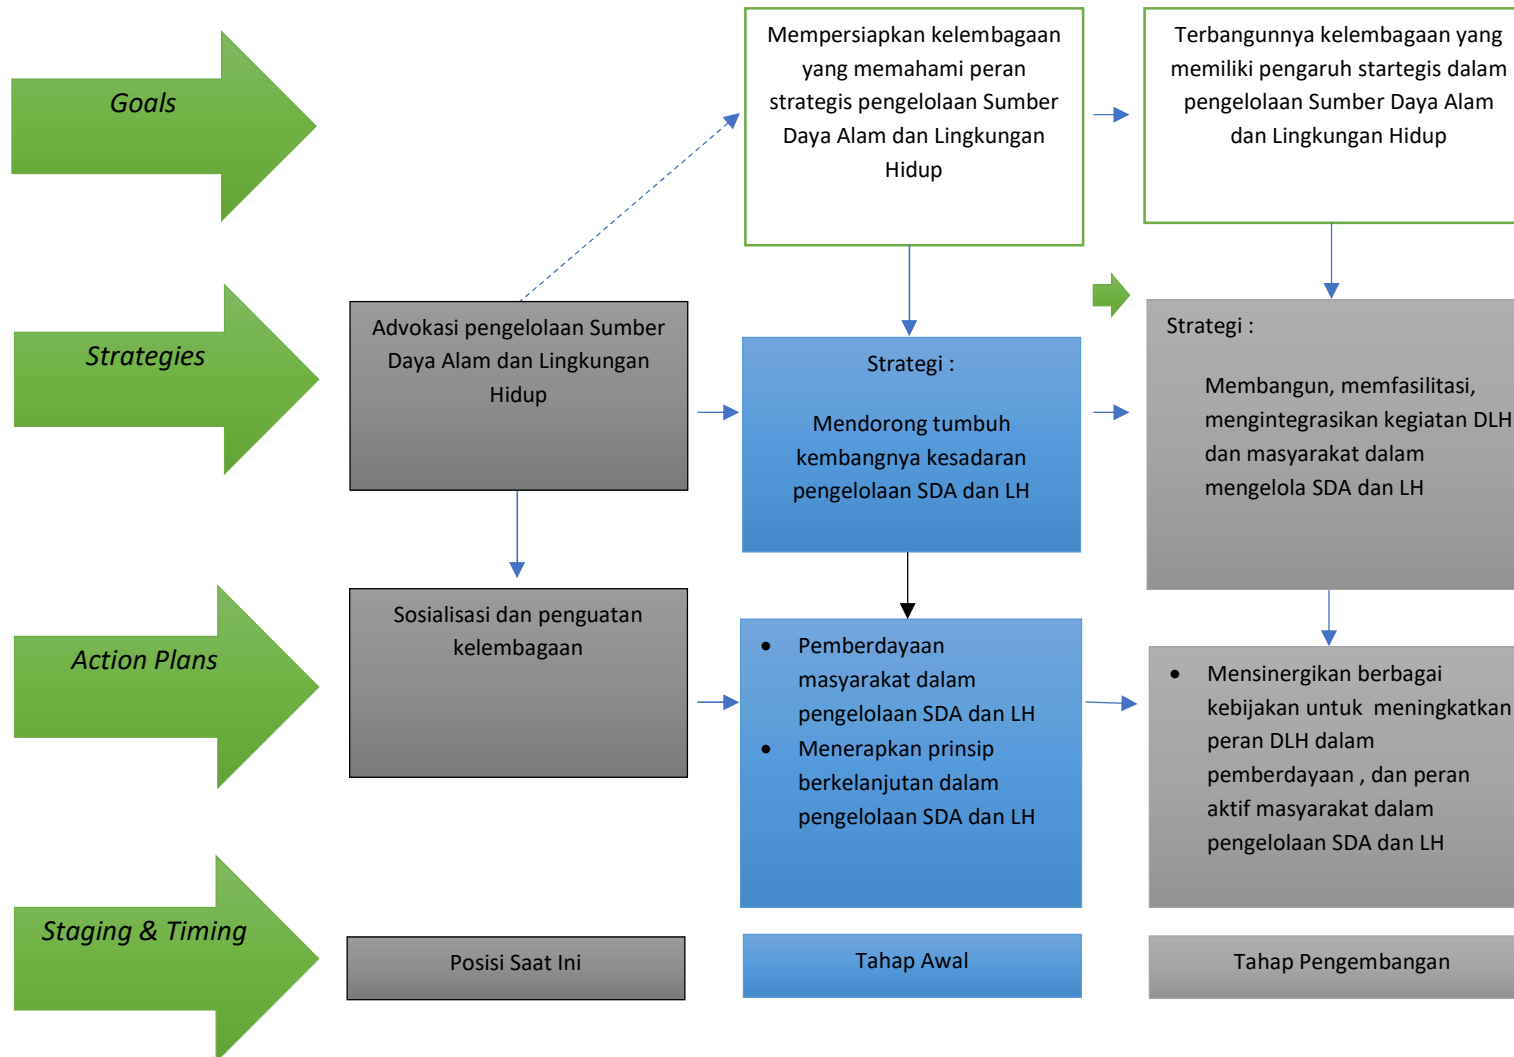 Goals
Mempersiapkan kelembagaan
yang memahami peran
strategis pengelolaan Sumber
Daya Alam dan Lingkungan
Hidup
Terbangunnya kelembagaan yang
memiliki pengaruh startegis dalam
pengelolaan Sumber Daya Alam
dan Lingkungan Hidup
Strategies
Advokasi pengelolaan Sumber
Daya Alam dan Lingkungan
Hidup
Strategi :
Mendorong tumbuh
kembangnya kesadaran
pengelolaan SDA dan LH
Strategi :
Membangun, memfasilitasi,
mengintegrasikan kegiatan DLH
dan masyarakat dalam
mengelola SDA dan LH
Action Plans
Sosialisasi dan penguatan
kelembagaan
• Pemberdayaan
masyarakat dalam
pengelolaan SDA dan LH
• Menerapkan prinsip
berkelanjutan dalam
pengelolaan SDA dan LH
• Mensinergikan berbagai
kebijakan untuk  meningkatkan
peran DLH dalam
pemberdayaan , dan peran
aktif masyarakat dalam
pengelolaan SDA dan LH
Staging & Timing
Posisi Saat Ini
Tahap Awal
Tahap Pengembangan